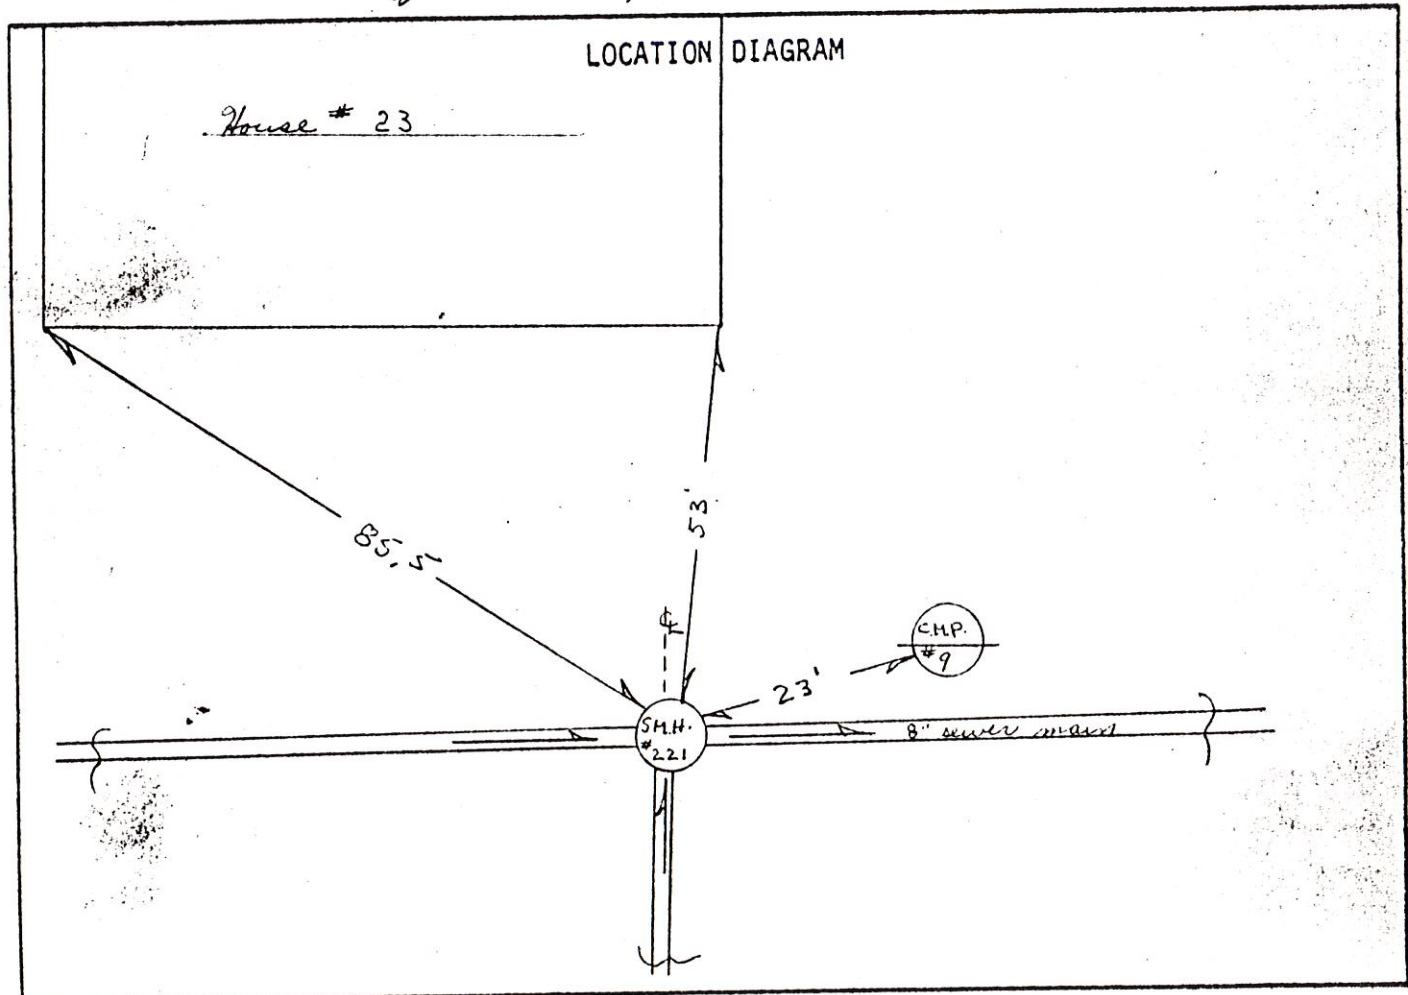 LOCATION DIAGRAM
House # 23
85.5'
53'
℄
C.M.P.
#9
23'
S.M.H.
#221
8" sewer main